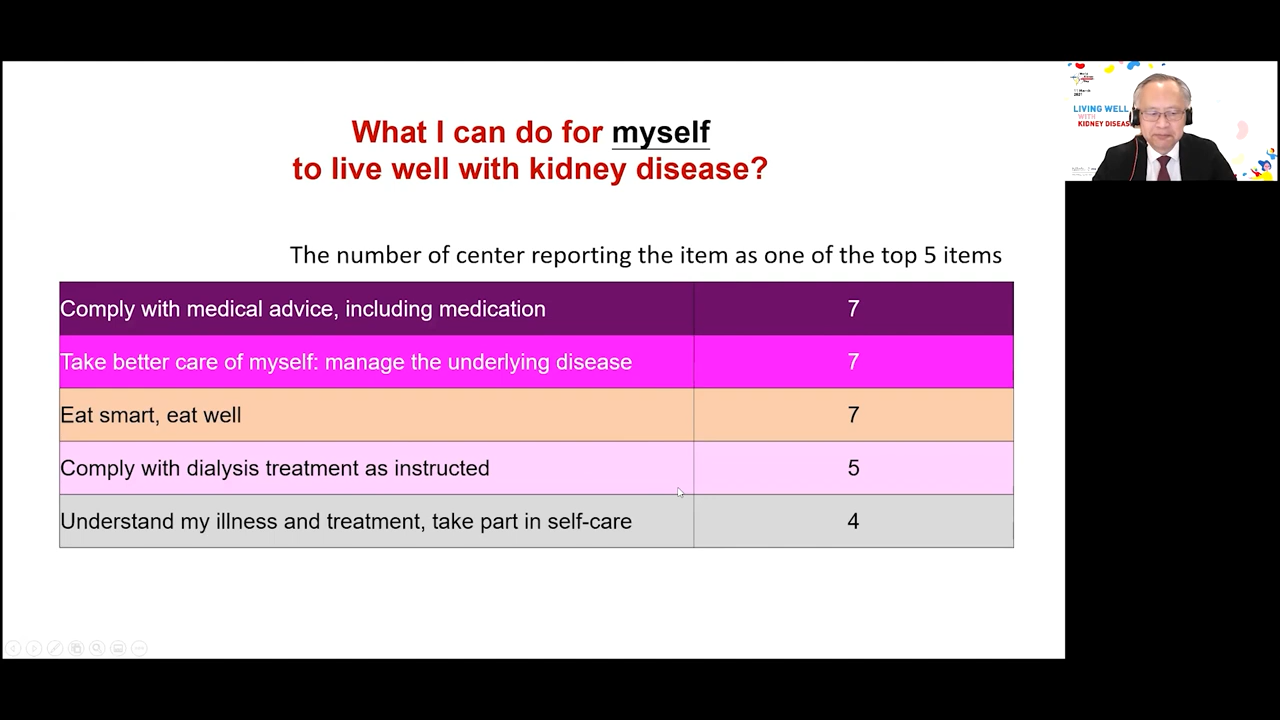 What I can do for myself
to live well with kidney disease?
The number of center reporting the item as one of the top 5 items
Comply with medical advice, including medication 7
Take better care of myself: manage the underlying disease 7
Eat smart, eat well 7
Comply with dialysis treatment as instructed 5
Understand my illness and treatment, take part in self-care 4
LIVING WELL
WITH
KIDNEY DISEAS